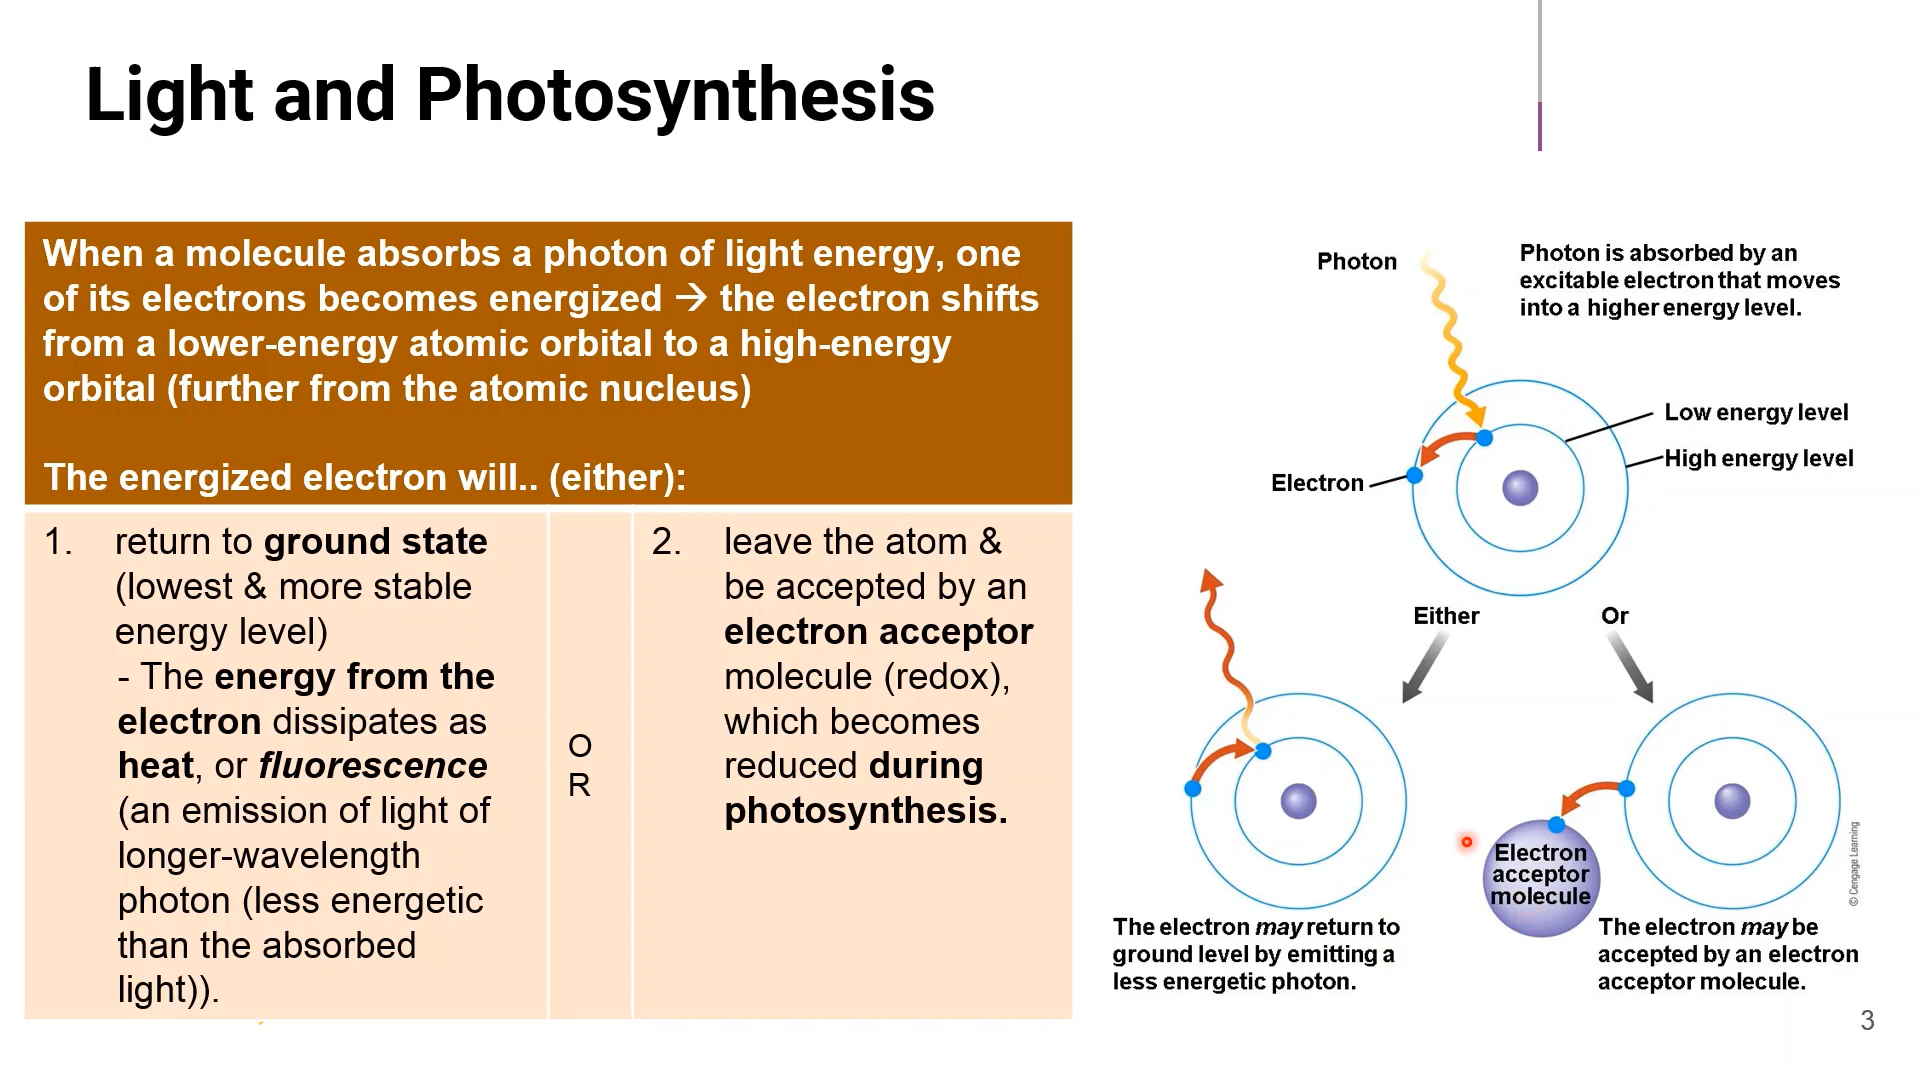 Light and Photosynthesis
When a molecule absorbs a photon of light energy, one
of its electrons becomes energized → the electron shifts
from a lower-energy atomic orbital to a high-energy
orbital (further from the atomic nucleus)
The energized electron will.. (either):
1. return to ground state
(lowest & more stable
energy level)
- The energy from the
electron dissipates as
heat, or fluorescence
(an emission of light of
longer-wavelength
photon (less energetic
than the absorbed
light)).
O
R
2. leave the atom &
be accepted by an
electron acceptor
molecule (redox),
which becomes
reduced during
photosynthesis.
Photon
Photon is absorbed by an
excitable electron that moves
into a higher energy level.
Low energy level
High energy level
Electron
Either
Or
Electron
acceptor
molecule
The electron may return to
ground level by emitting a
less energetic photon.
The electron may be
accepted by an electron
acceptor molecule.
© Cengage Learning
3